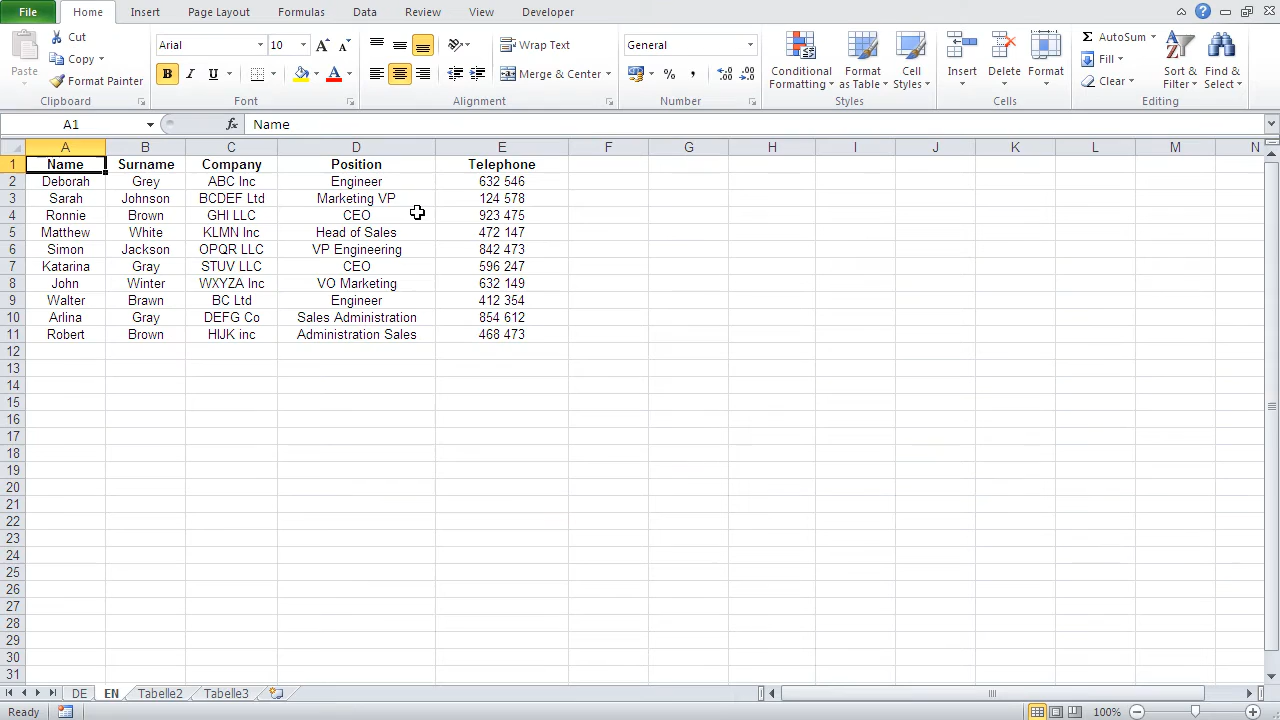 File Home Insert Page Layout Formulas Data Review View Developer
Cut
Copy
Format Painter
Paste
Clipboard
Arial 10
B I U A
Font
Wrap Text
Merge & Center
Alignment
General
% ,
Number
Conditional Formatting
Format as Table
Cell Styles
Styles
Insert Delete Format
Cells
Σ AutoSum
Fill
Clear
Sort & Filter
Find & Select
Editing
A1 fx Name
A B C D E F G H I J K L M N
1 Name Surname Company Position Telephone
2 Deborah Grey ABC Inc Engineer 632 546
3 Sarah Johnson BCDEF Ltd Marketing VP 124 578
4 Ronnie Brown GHI LLC CEO 923 475
5 Matthew White KLMN Inc Head of Sales 472 147
6 Simon Jackson OPQR LLC VP Engineering 842 473
7 Katarina Gray STUV LLC CEO 596 247
8 John Winter WXYZA Inc VO Marketing 632 149
9 Walter Brawn BC Ltd Engineer 412 354
10 Arlina Gray DEFG Co Sales Administration 854 612
11 Robert Brown HIJK inc Administration Sales 468 473
12
13
14
15
16
17
18
19
20
21
22
23
24
25
26
27
28
29
30
31
DE EN Tabelle2 Tabelle3
Ready 100%